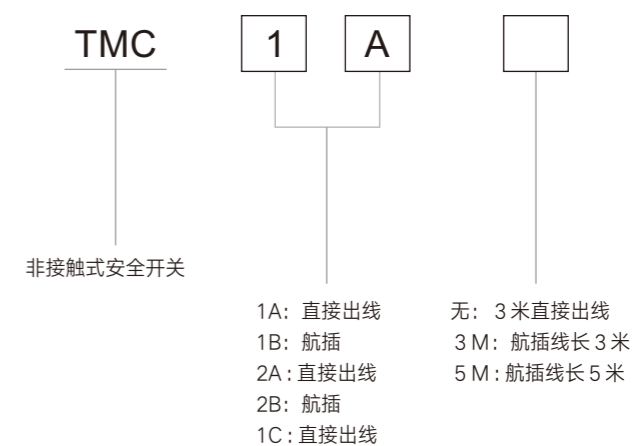 TMC 1 A
非接触式安全开关
1A：直接出线
1B：航插
2A：直接出线
2B：航插
1C：直接出线
无：3米直接出线
3M：航插线长3米
5M：航插线长5米